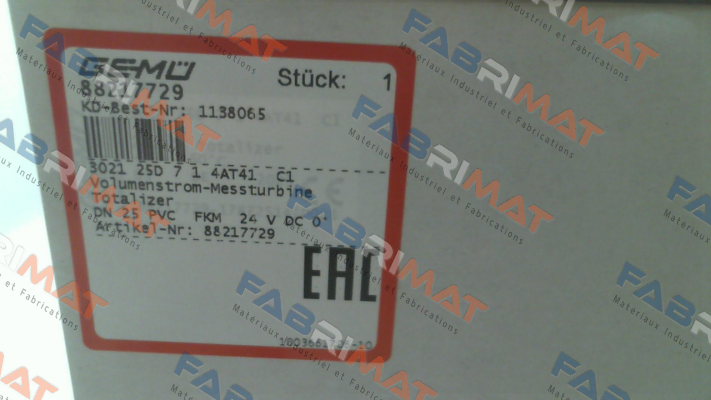 GEMÜ Stück: 1
88217729
KD-Best-Nr: 1138065
3021 25D 7 1 4AT41 C1
Volumenstrom-Messturbine
Totalizer
DN 25 PVC FKM 24 V DC 0°
Artikel-Nr: 88217729
EAC
FABRIMAT
Materiaux Industriel et Fabrications